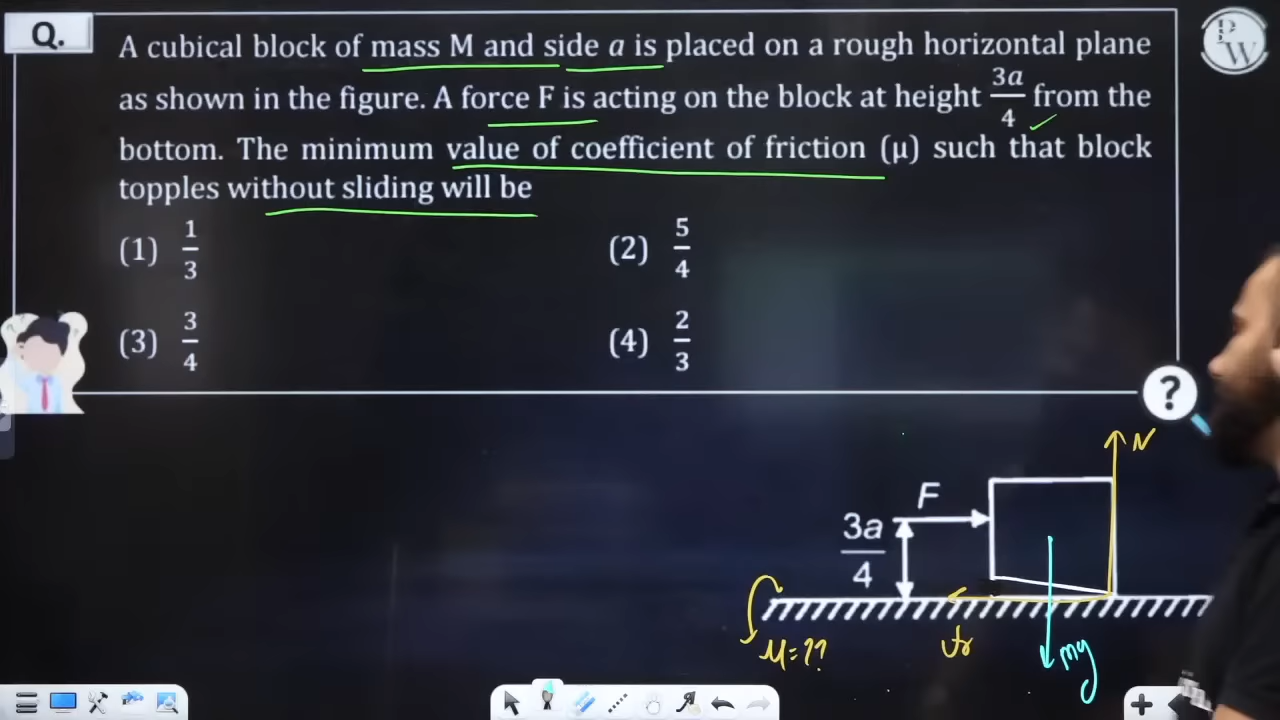 Q.
A cubical block of mass M and side a is placed on a rough horizontal plane
as shown in the figure. A force F is acting on the block at height 3a/4 from the
bottom. The minimum value of coefficient of friction (μ) such that block
topples without sliding will be
(1) 1/3
(2) 5/4
(3) 3/4
(4) 2/3
PW
?
N
F
3a/4
μ=??
fr
mg